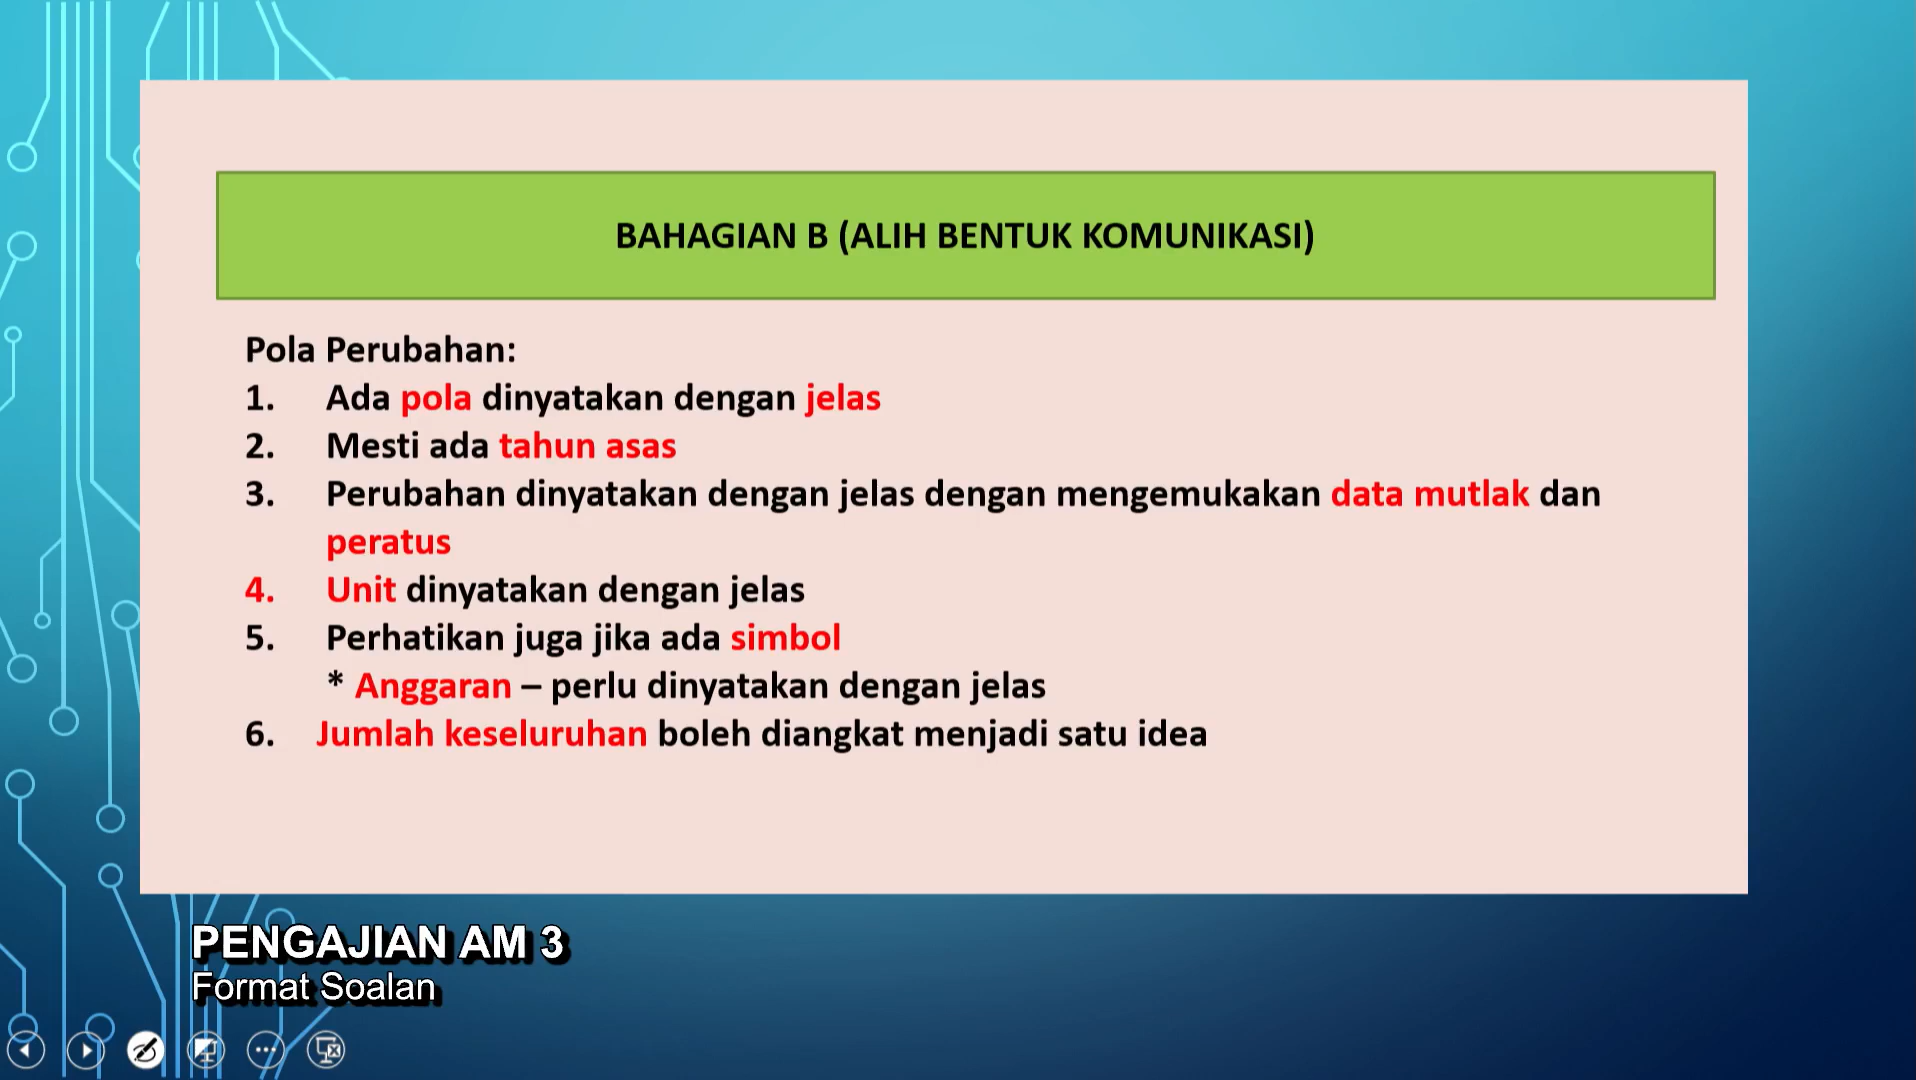 BAHAGIAN B (ALIH BENTUK KOMUNIKASI)
Pola Perubahan:
1. Ada pola dinyatakan dengan jelas
2. Mesti ada tahun asas
3. Perubahan dinyatakan dengan jelas dengan mengemukakan data mutlak dan
peratus
4. Unit dinyatakan dengan jelas
5. Perhatikan juga jika ada simbol
* Anggaran – perlu dinyatakan dengan jelas
6. Jumlah keseluruhan boleh diangkat menjadi satu idea
PENGAJIAN AM 3
Format Soalan